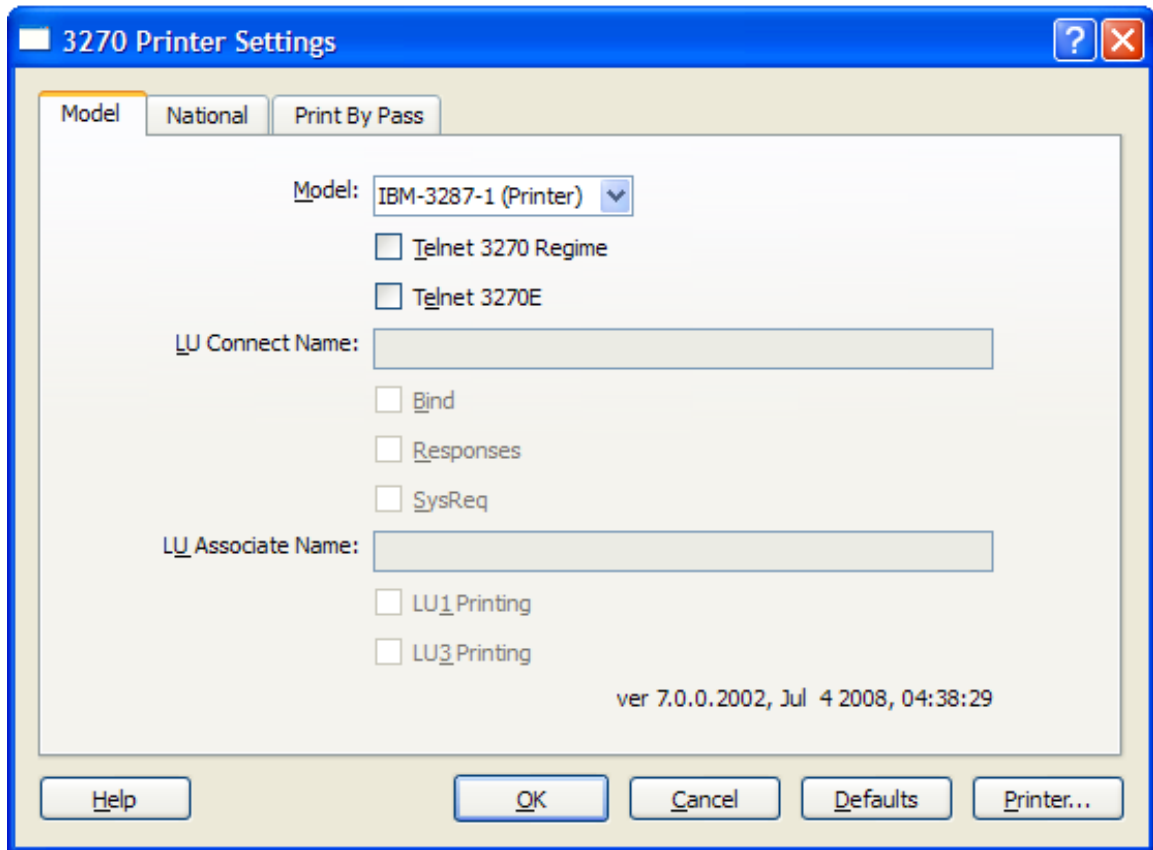 3270 Printer Settings
Model National Print By Pass
Model: IBM-3287-1 (Printer)
Telnet 3270 Regime
Telnet 3270E
LU Connect Name:
Bind
Responses
SysReq
LU Associate Name:
LU1 Printing
LU3 Printing
ver 7.0.0.2002, Jul  4 2008, 04:38:29
Help OK Cancel Defaults Printer...